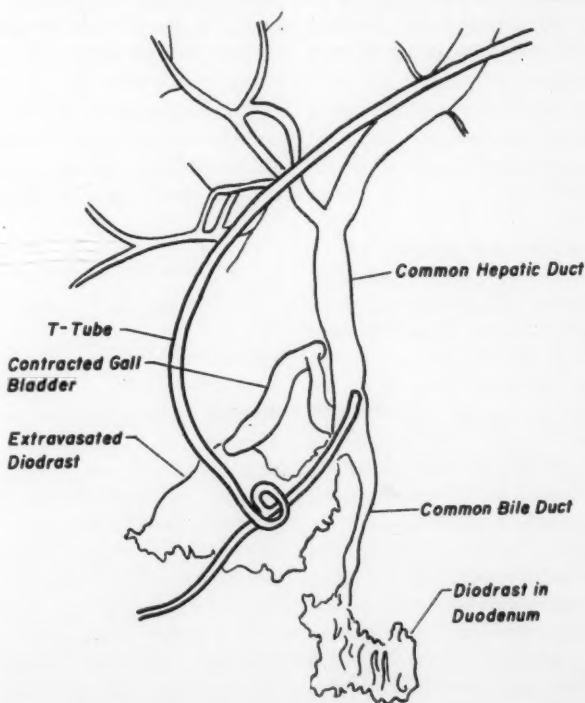 Common Hepatic Duct
T-Tube
Contracted Gall
Bladder
Extravasated
Diodrast
Common Bile Duct
Diodrast in
Duodenum